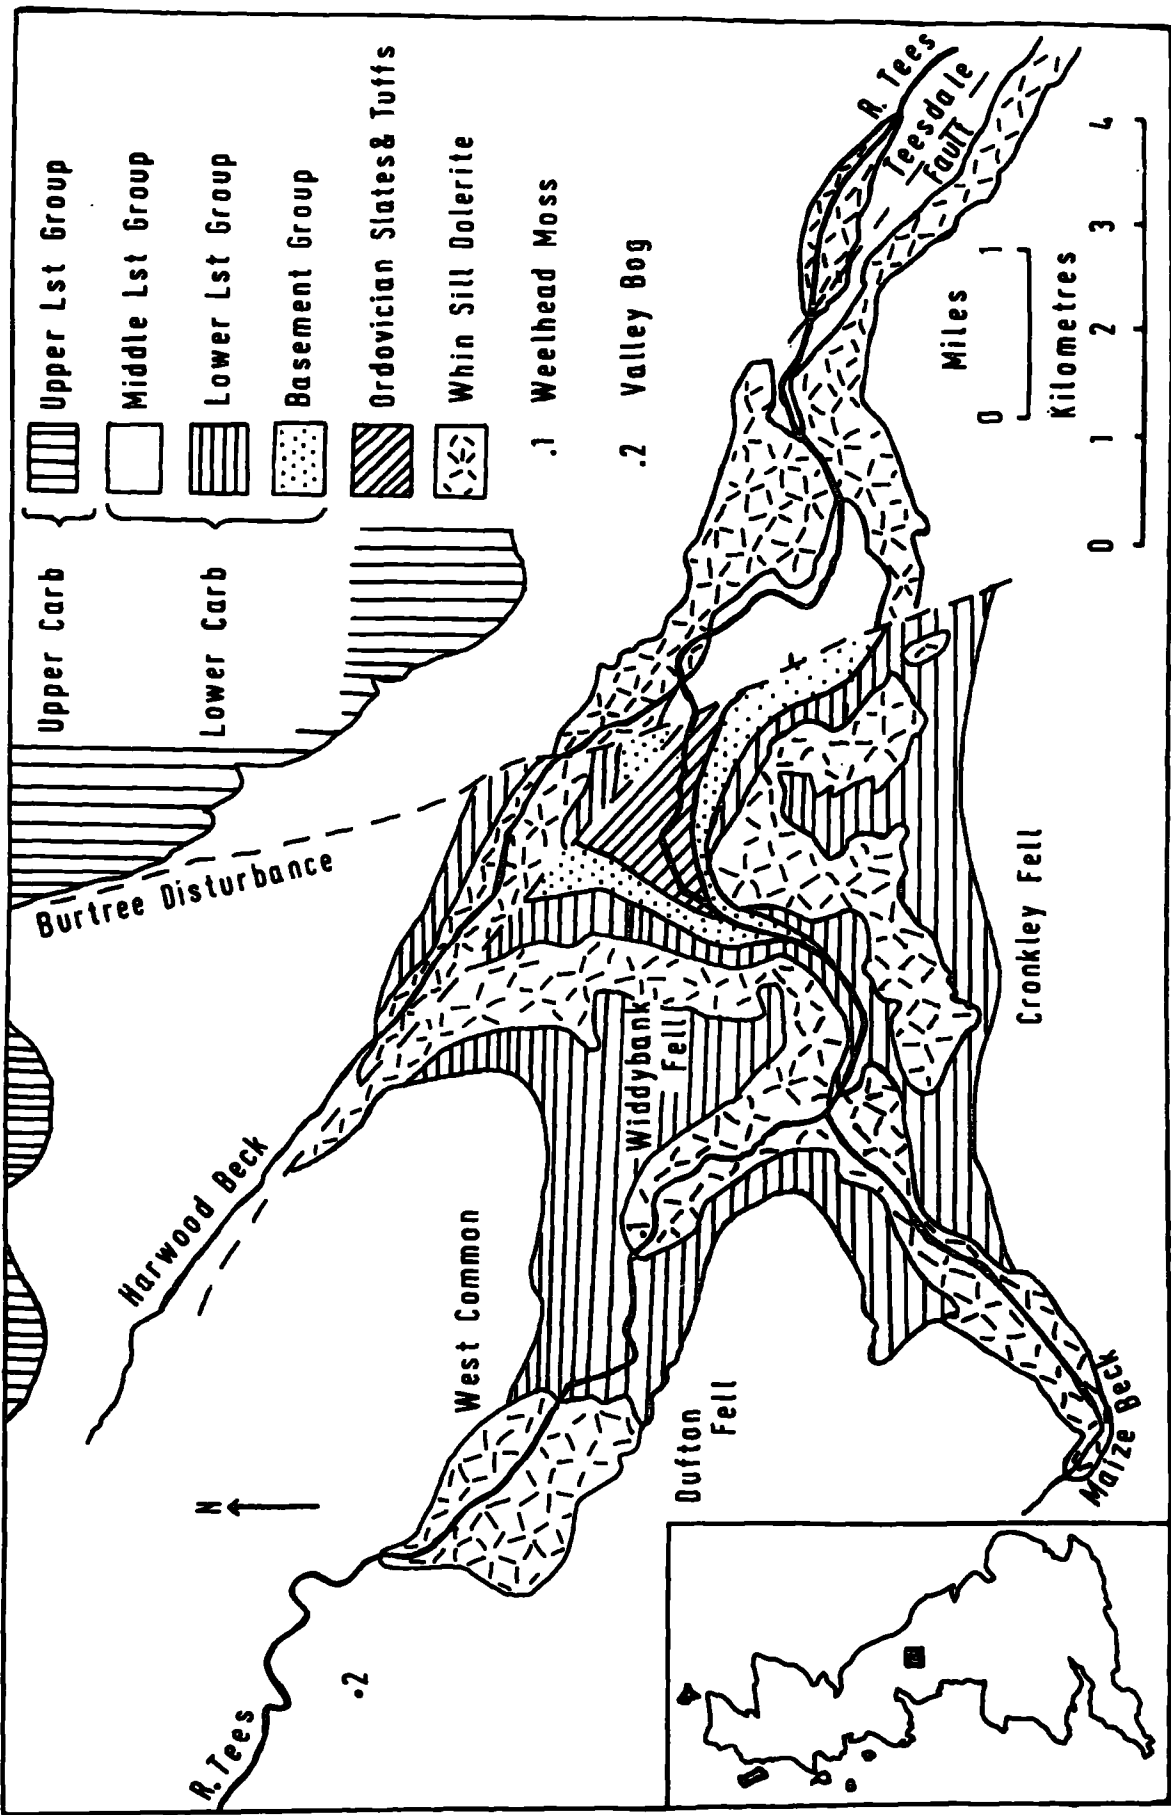 Upper Carb
Lower Carb
Upper Lst Group
Middle Lst Group
Lower Lst Group
Basement Group
Ordovician Slates & Tuffs
Whin Sill Dolerite
.1 Weelhead Moss
.2 Valley Bog
Burtree Disturbance
Harwood Beck
N
West Common
R. Tees
.2
.1
Widdybank
Fell
Dufton
Fell
Cronkley Fell
Maize Beck
R. Tees
Teesdale
Fault
0 1
Miles
Kilometres
0 1 2 3 4